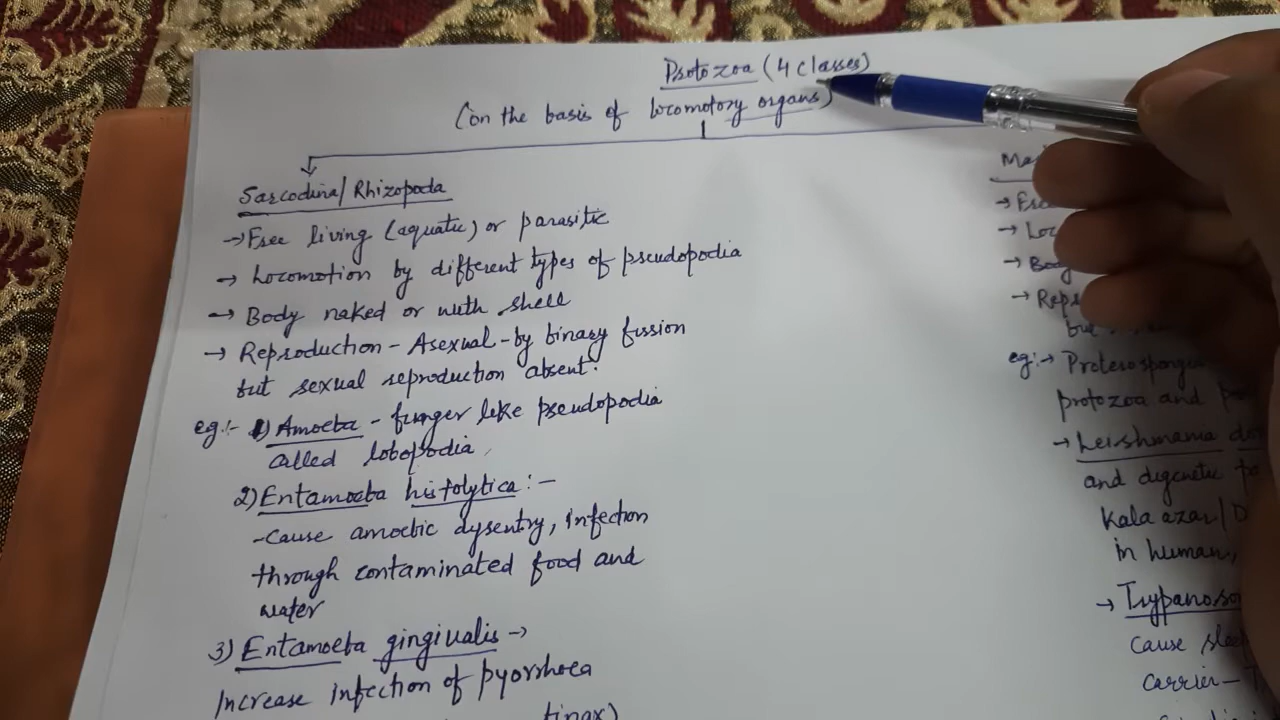 Protozoa (4 classes)
(on the basis of locomotory organs)
Sarcodina/Rhizopoda
→ Free living (aquatic) or parasitic
→ Locomotion by different types of pseudopodia
→ Body naked or with shell
→ Reproduction - Asexual - by binary fission
but sexual reproduction absent.
eg:- 1) Amoeba - finger like pseudopodia
called lobopodia
2) Entamoeba histolytica :-
- cause amoebic dysentry, infection
through contaminated food and
water
3) Entamoeba gingivalis →
Increase infection of pyorrhoea
→
→
→
→
but
eg:→
protozoa and
→ Leishmania
and digenetic
Kala azar/
in human,
→
cause
carrier -